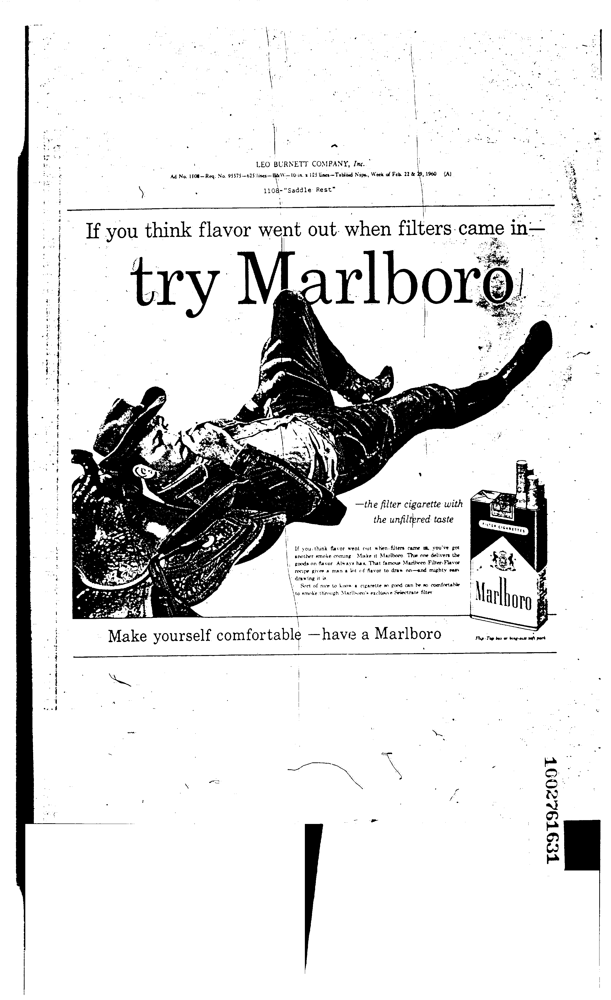 LEO BURNETT COMPANY, Inc.
Ad No. 1108—Req. No. 95575—625 lines—B&W—10 in. x 125 lines—Tabloid Nsps., Week of Feb. 22 & 29, 1960 (A)
1108-"Saddle Rest"
If you think flavor went out when filters came in—
try Marlboro
—the filter cigarette with
the unfiltered taste
If you think flavor went out when filters came in, you've got
another smoke coming. Make it Marlboro. This one delivers the
goods on flavor. Always has. That famous Marlboro Filter-Flavor
recipe gives a man a lot of flavor to draw on—and mighty easy
drawing it is.
Sort of nice to know a cigarette so good can be so comfortable
to smoke through Marlboro's exclusive Selectrate filter.
FILTER CIGARETTES
Marlboro
Make yourself comfortable—have a Marlboro
Flip-Top box or king-size soft pack
1002761631